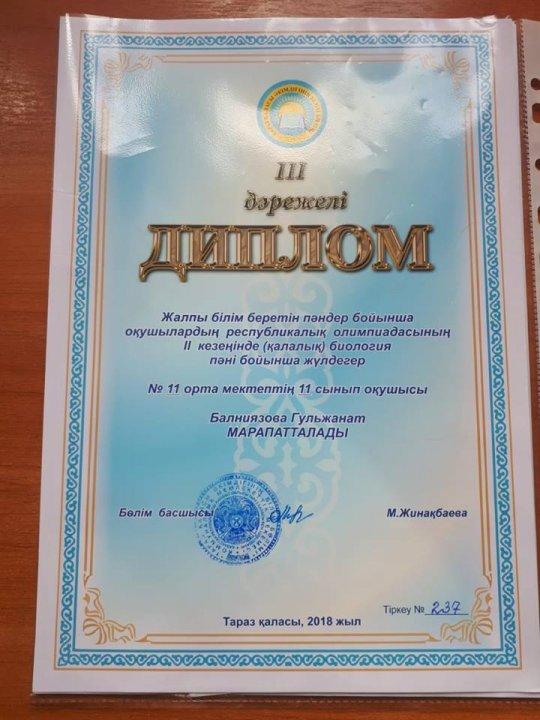 III
дәрежелі
ДИПЛОМ
Жалпы білім беретін пәндер бойынша
оқушылардың республикалық олимпиадасының
II кезеңінде (қалалық) биология
пәні бойынша жүлдегер
№ 11 орта мектептің 11 сынып оқушысы
Балниязова Гульжанат
МАРАПАТТАЛАДЫ
Бөлім басшысы М.Жинақбаева
Тіркеу № 237
Тараз қаласы, 2018 жыл